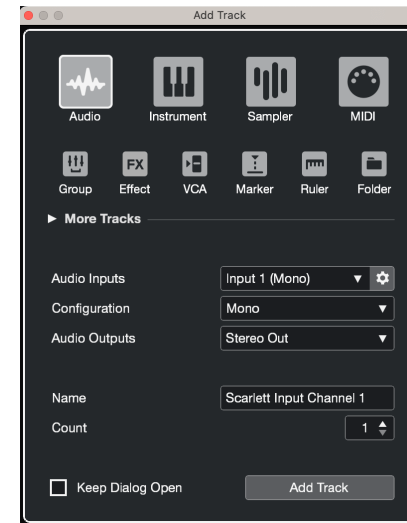 Add Track
Audio Instrument Sampler MIDI
FX
Group Effect VCA Marker Ruler Folder
▶ More Tracks
Audio Inputs Input 1 (Mono)
Configuration Mono
Audio Outputs Stereo Out
Name Scarlett Input Channel 1
Count 1
Keep Dialog Open Add Track